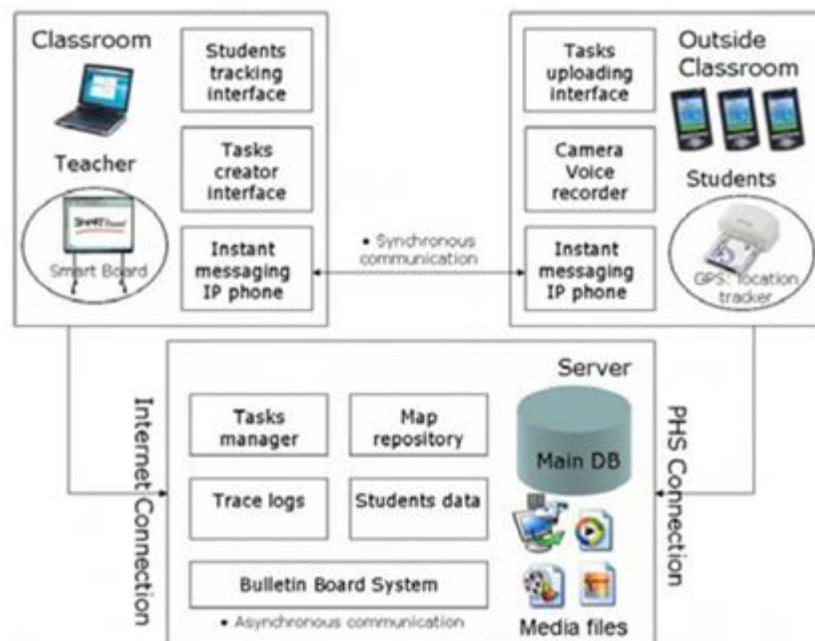 Classroom
Teacher
SMART Board
Smart Board
Students
tracking
interface
Tasks
creator
interface
Instant
messaging
IP phone
• Synchronous
communication
Tasks
uploading
interface
Camera
Voice
recorder
Instant
messaging
IP phone
Outside
Classroom
Students
GPS: location
tracker
Internet Connection
PHS Connection
Server
Tasks
manager
Map
repository
Trace logs
Students data
Bulletin Board System
• Asynchronous communication
Main DB
Media files